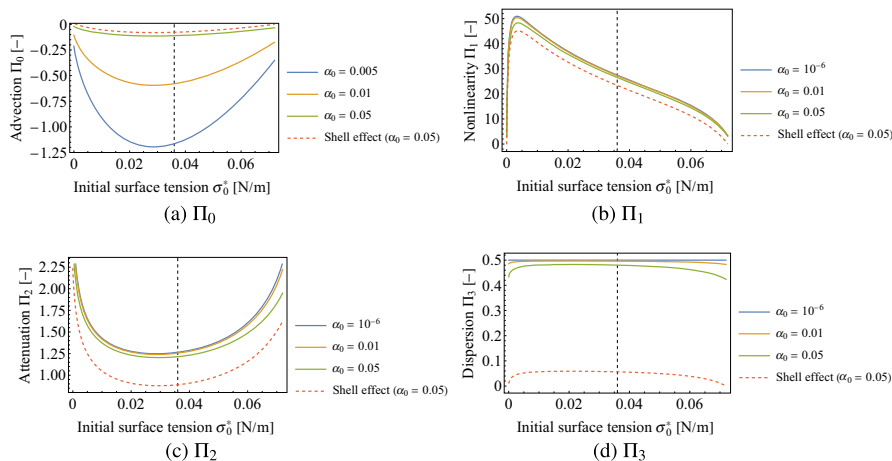 0
−0.25
−0.50
−0.75
−1.00
−1.25
Advection Π₀ [−]
0 0.02 0.04 0.06
Initial surface tension σ₀* [N/m]
α₀ = 0.005
α₀ = 0.01
α₀ = 0.05
Shell effect (α₀ = 0.05)
(a) Π₀
50
40
30
20
10
0
Nonlinearity Π₁ [−]
0 0.02 0.04 0.06
Initial surface tension σ₀* [N/m]
α₀ = 10⁻⁶
α₀ = 0.01
α₀ = 0.05
Shell effect (α₀ = 0.05)
(b) Π₁
2.25
2.00
1.75
1.50
1.25
1.00
Attenuation Π₂ [−]
0 0.02 0.04 0.06
Initial surface tension σ₀* [N/m]
α₀ = 10⁻⁶
α₀ = 0.01
α₀ = 0.05
Shell effect (α₀ = 0.05)
(c) Π₂
0.5
0.4
0.3
0.2
0.1
0
Dispersion Π₃ [−]
0 0.02 0.04 0.06
Initial surface tension σ₀* [N/m]
α₀ = 10⁻⁶
α₀ = 0.01
α₀ = 0.05
Shell effect (α₀ = 0.05)
(d) Π₃